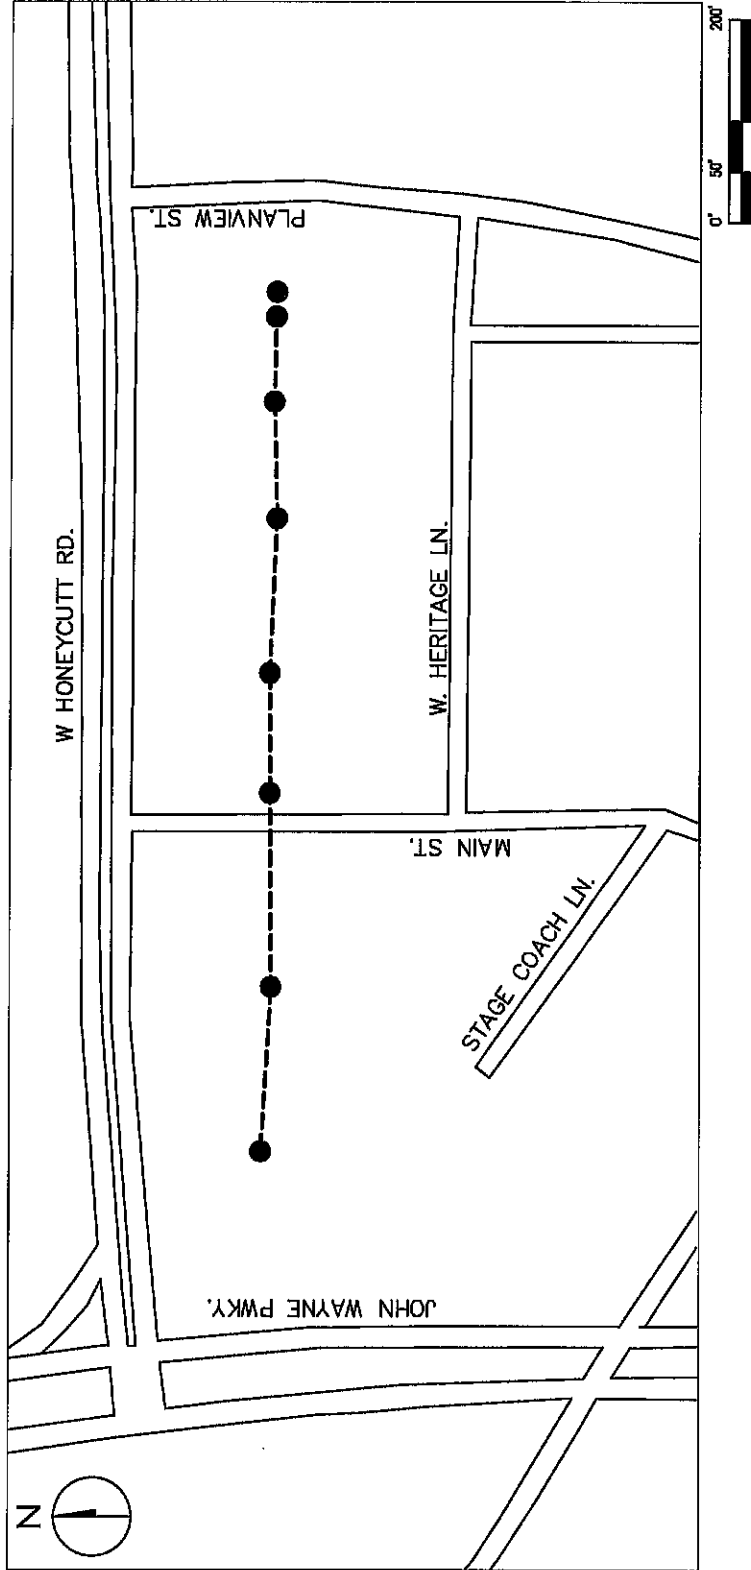 N
W HONEYCUTT RD.
PLANVIEW ST.
W. HERITAGE LN.
MAIN ST.
STAGE COACH LN.
JOHN WAYNE PWKY.
0' 50' 200'